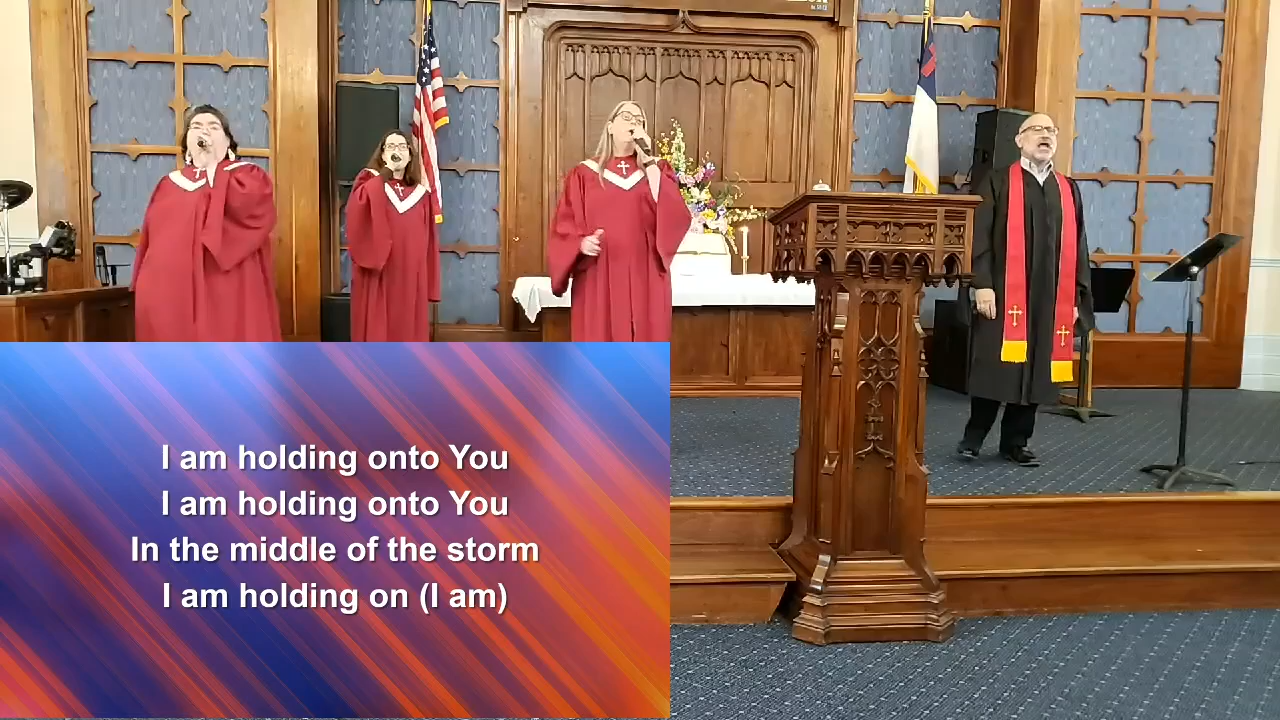 I am holding onto You
I am holding onto You
In the middle of the storm
I am holding on (I am)